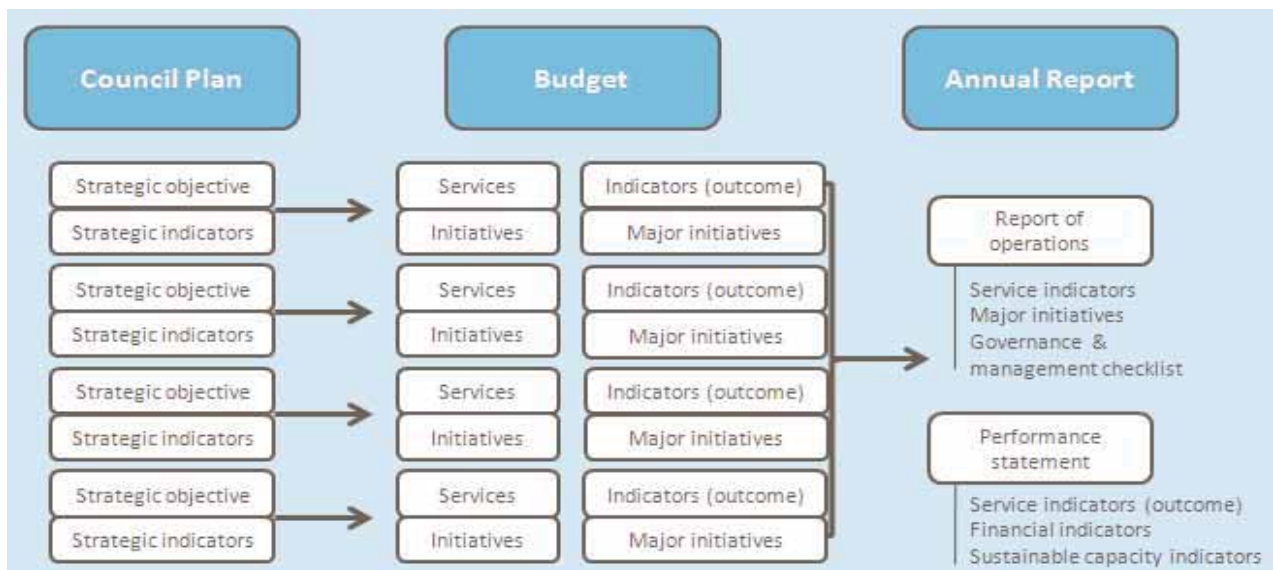 Council Plan
Budget
Annual Report
Strategic objective
Strategic indicators
Services
Initiatives
Indicators (outcome)
Major initiatives
Strategic objective
Strategic indicators
Services
Initiatives
Indicators (outcome)
Major initiatives
Strategic objective
Strategic indicators
Services
Initiatives
Indicators (outcome)
Major initiatives
Strategic objective
Strategic indicators
Services
Initiatives
Indicators (outcome)
Major initiatives
Report of
operations
Service indicators
Major initiatives
Governance &
management checklist
Performance
statement
Service indicators (outcome)
Financial indicators
Sustainable capacity indicators